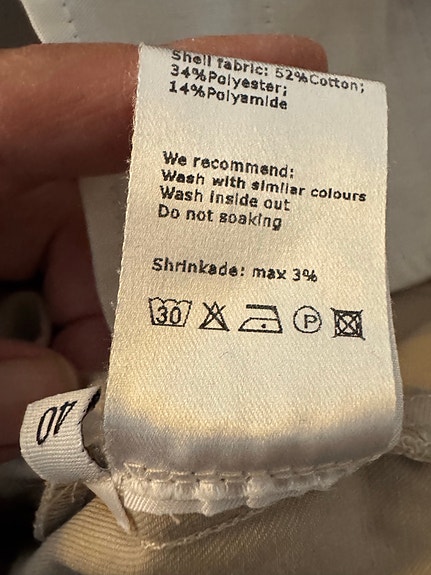 Shell fabric: 52%Cotton;
34%Polyester;
14%Polyamide
We recommend:
Wash with similar colours
Wash inside out
Do not soaking
Shrinkade: max 3%
30 P
40